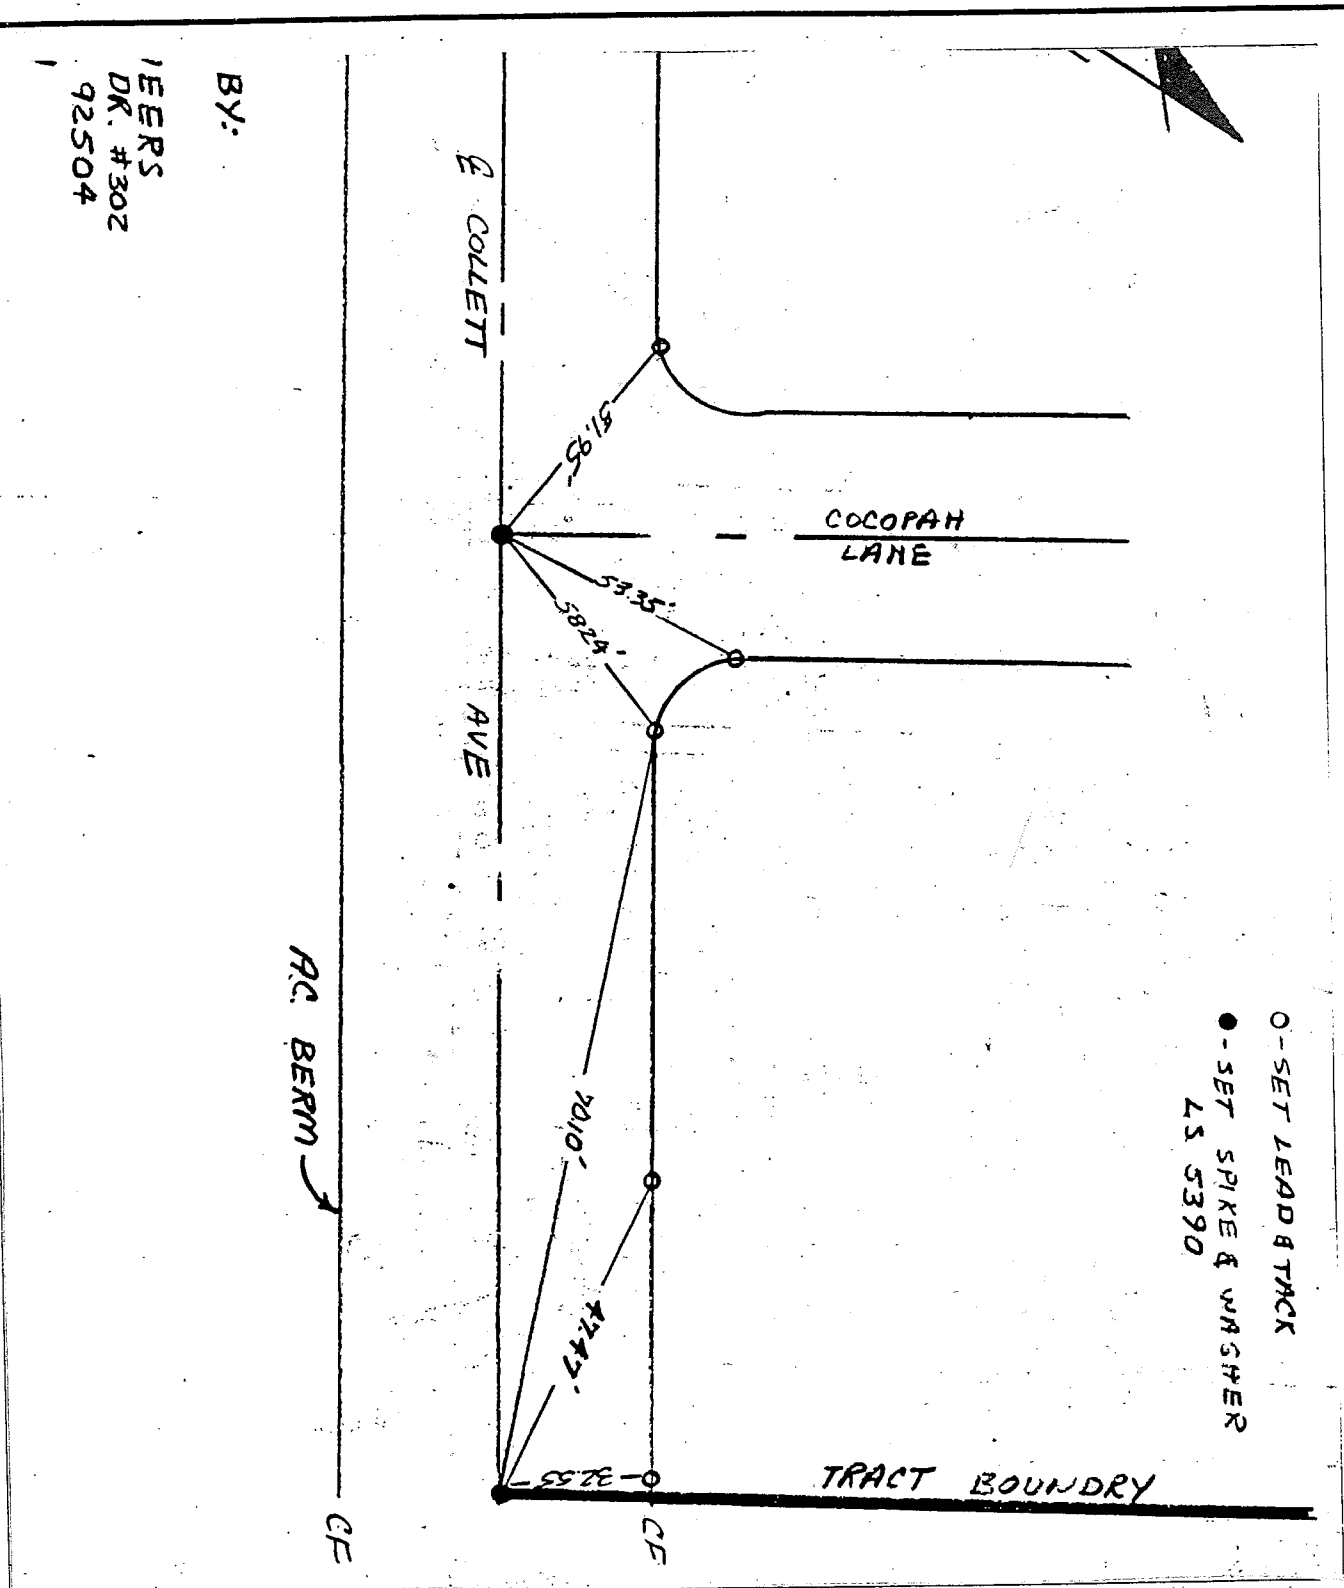 O-SET LEAD & TACK
●-SET SPIKE & WASHER
LS 5390
COCOPAH
LANE
TRACT BOUNDRY
51.95'
53.35'
58.24'
70.10'
47.47'
32.55'
℄ COLLETT AVE
A.C. BERM
CF
CF
BY:
IEERS
DR. #302
92504